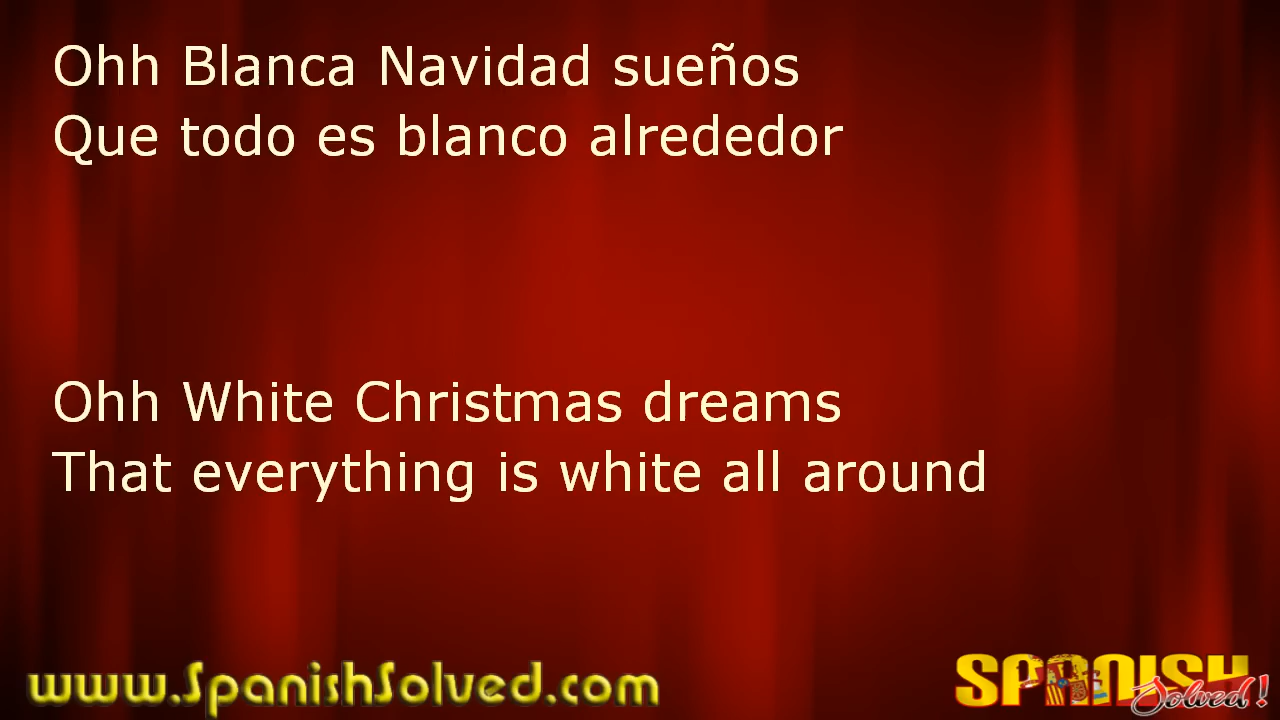 Ohh Blanca Navidad sueños
Que todo es blanco alrededor
Ohh White Christmas dreams
That everything is white all around
www.SpanishSolved.com
SPANISH
Solved!